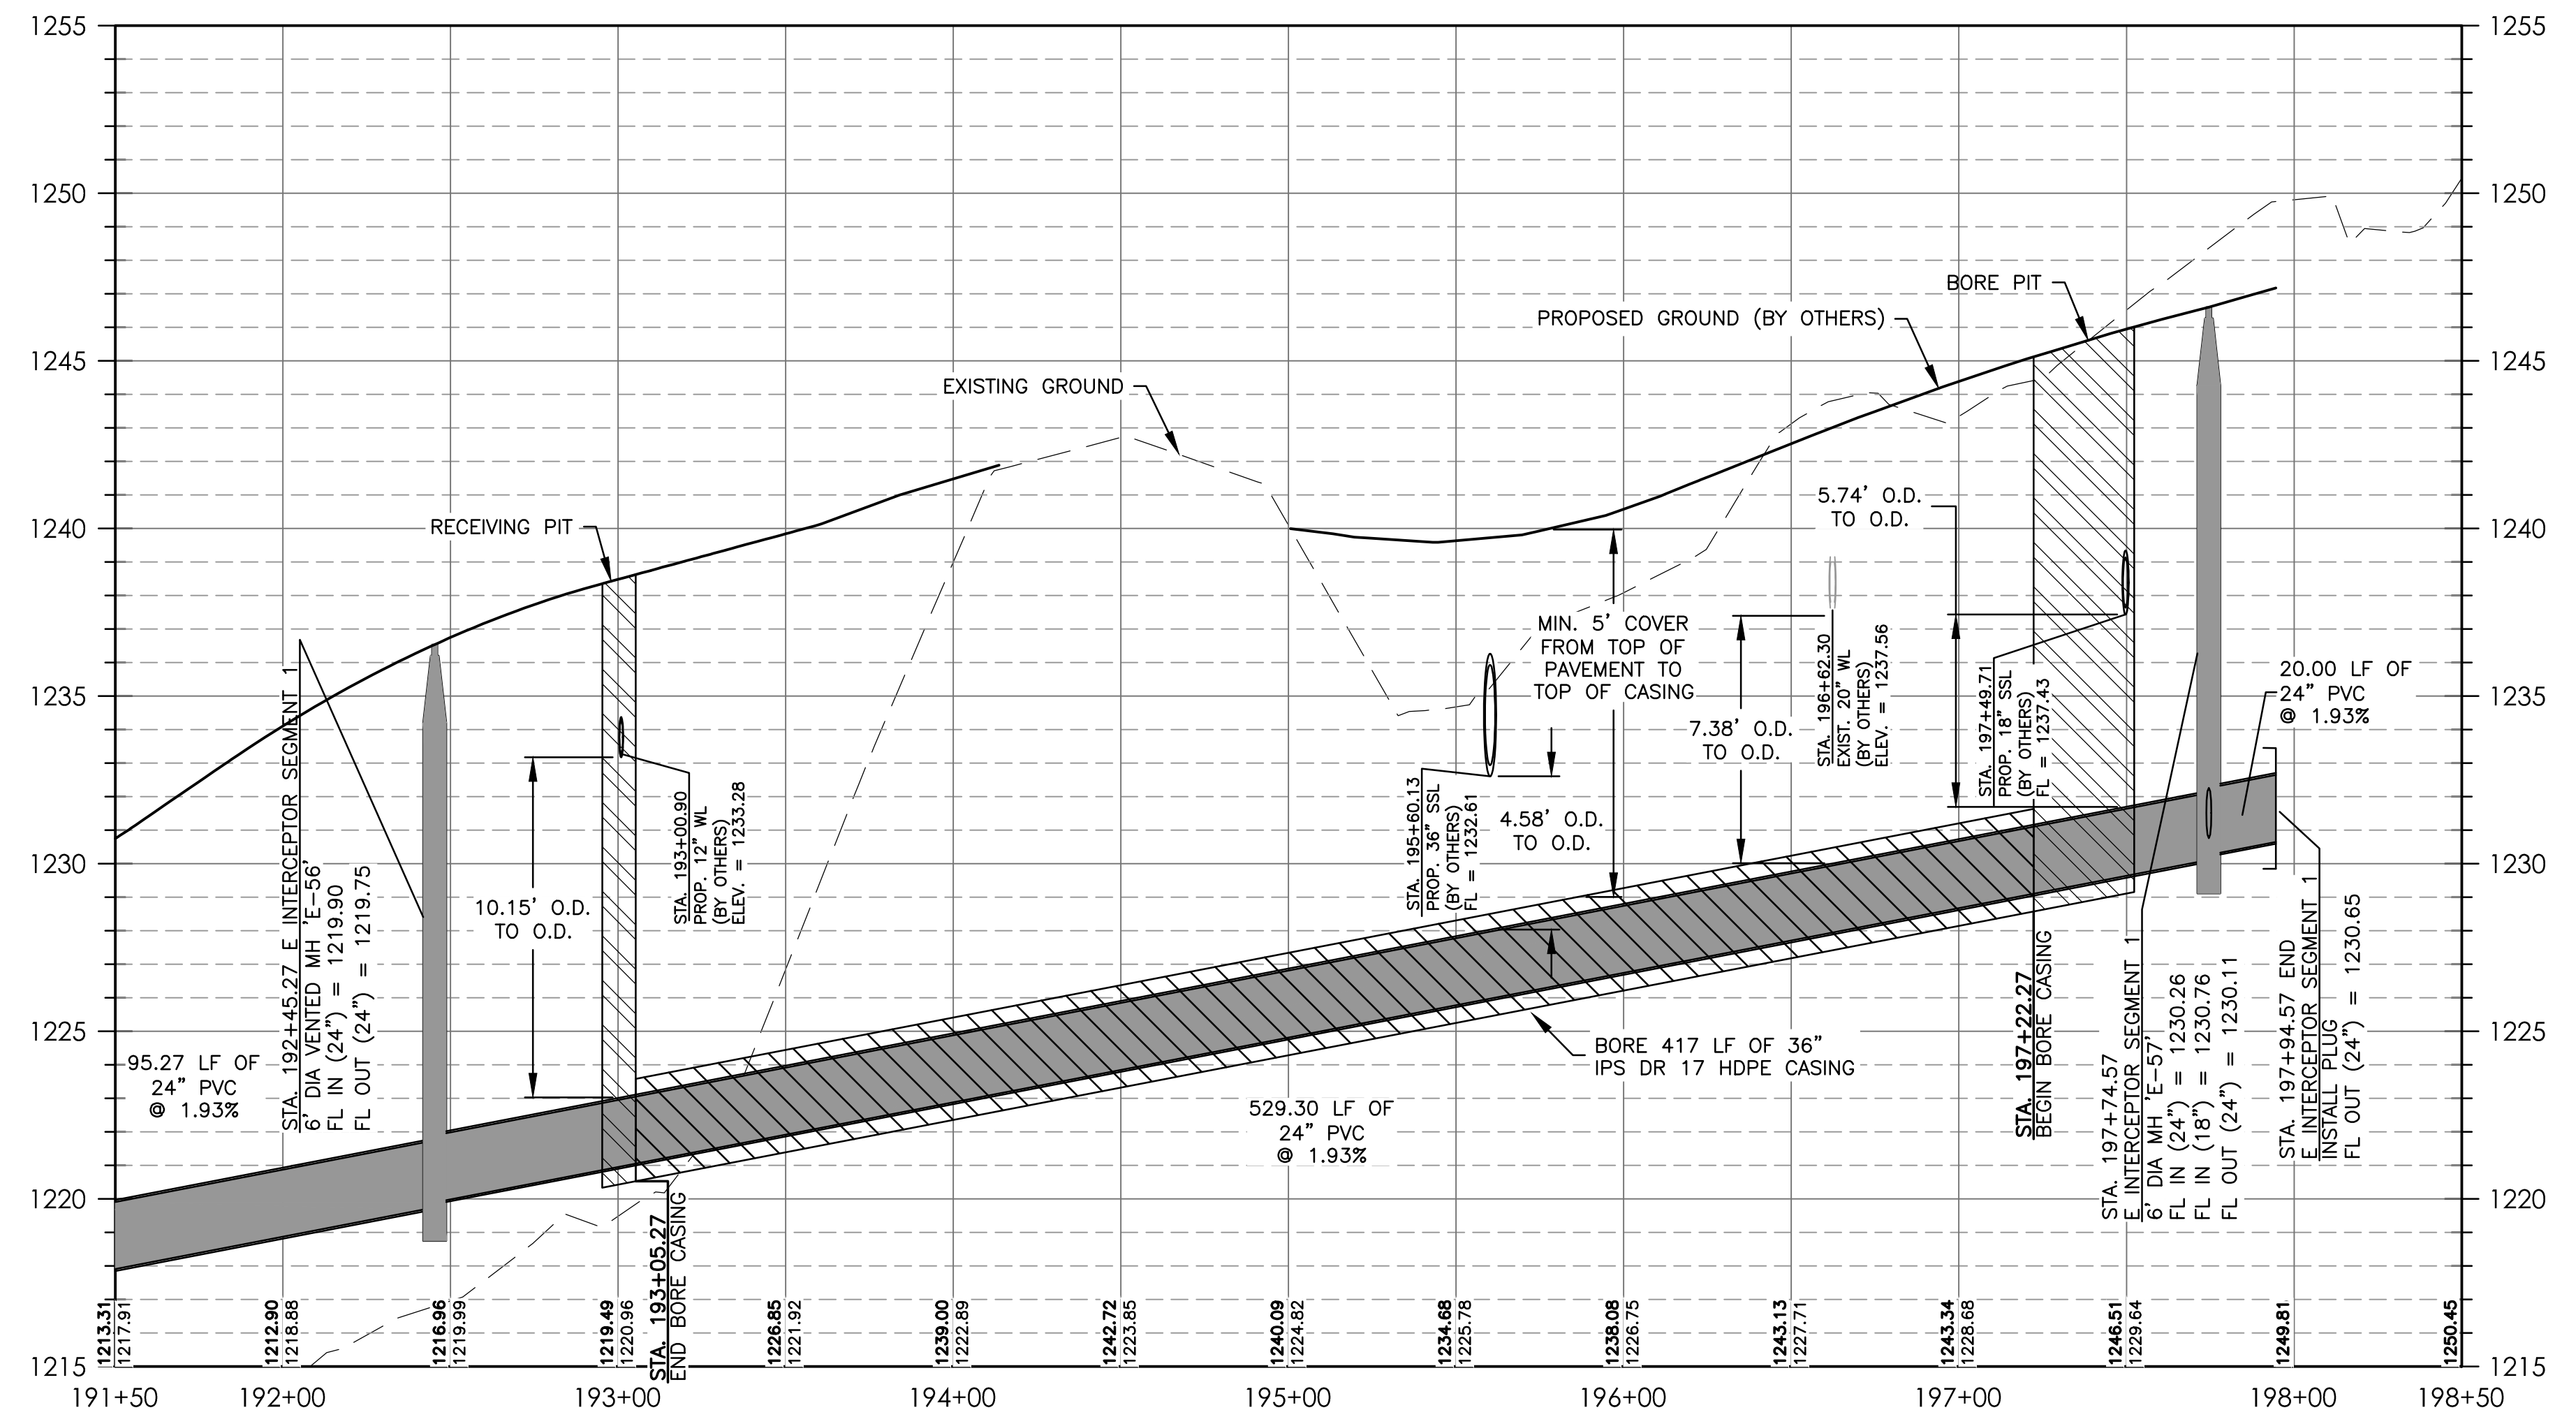 1255
1250
1245
1240
1235
1230
1225
1220
1215
1255
1250
1245
1240
1235
1230
1225
1220
1215
BORE PIT
PROPOSED GROUND (BY OTHERS)
EXISTING GROUND
RECEIVING PIT
5.74' O.D.
TO O.D.
MIN. 5' COVER
FROM TOP OF
PAVEMENT TO
TOP OF CASING
7.38' O.D.
TO O.D.
4.58' O.D.
TO O.D.
10.15' O.D.
TO O.D.
20.00 LF OF
24" PVC
@ 1.93%
95.27 LF OF
24" PVC
@ 1.93%
STA. 192+45.27 E INTERCEPTOR SEGMENT 1
6' DIA VENTED MH 'E-56'
FL IN (24") = 1219.90
FL OUT (24") = 1219.75
STA. 193+00.90
PROP. 12" WL
(BY OTHERS)
ELEV. = 1233.28
STA. 195+60.13
PROP. 36" SSL
(BY OTHERS)
FL = 1232.61
STA. 196+62.30
EXIST. 20" WL
(BY OTHERS)
ELEV. = 1237.56
STA. 197+49.71
PROP. 18" SSL
(BY OTHERS)
FL = 1237.43
BORE 417 LF OF 36"
IPS DR 17 HDPE CASING
529.30 LF OF
24" PVC
@ 1.93%
STA. 193+05.27
END BORE CASING
STA. 197+22.27
BEGIN BORE CASING
STA. 197+74.57
E INTERCEPTOR SEGMENT 1
6' DIA MH 'E-57'
FL IN (24") = 1230.26
FL IN (18") = 1230.76
FL OUT (24") = 1230.11
STA. 197+94.57 END
E INTERCEPTOR SEGMENT 1
INSTALL PLUG
FL OUT (24") = 1230.65
1213.31
1217.91
1212.90
1218.88
1216.96
1219.99
1219.49
1220.96
1226.85
1221.92
1239.00
1222.89
1242.72
1223.85
1240.09
1224.82
1234.68
1225.78
1238.08
1226.75
1243.13
1227.71
1243.34
1228.68
1246.51
1229.64
1249.81
1250.45
191+50
192+00
193+00
194+00
195+00
196+00
197+00
198+00
198+50